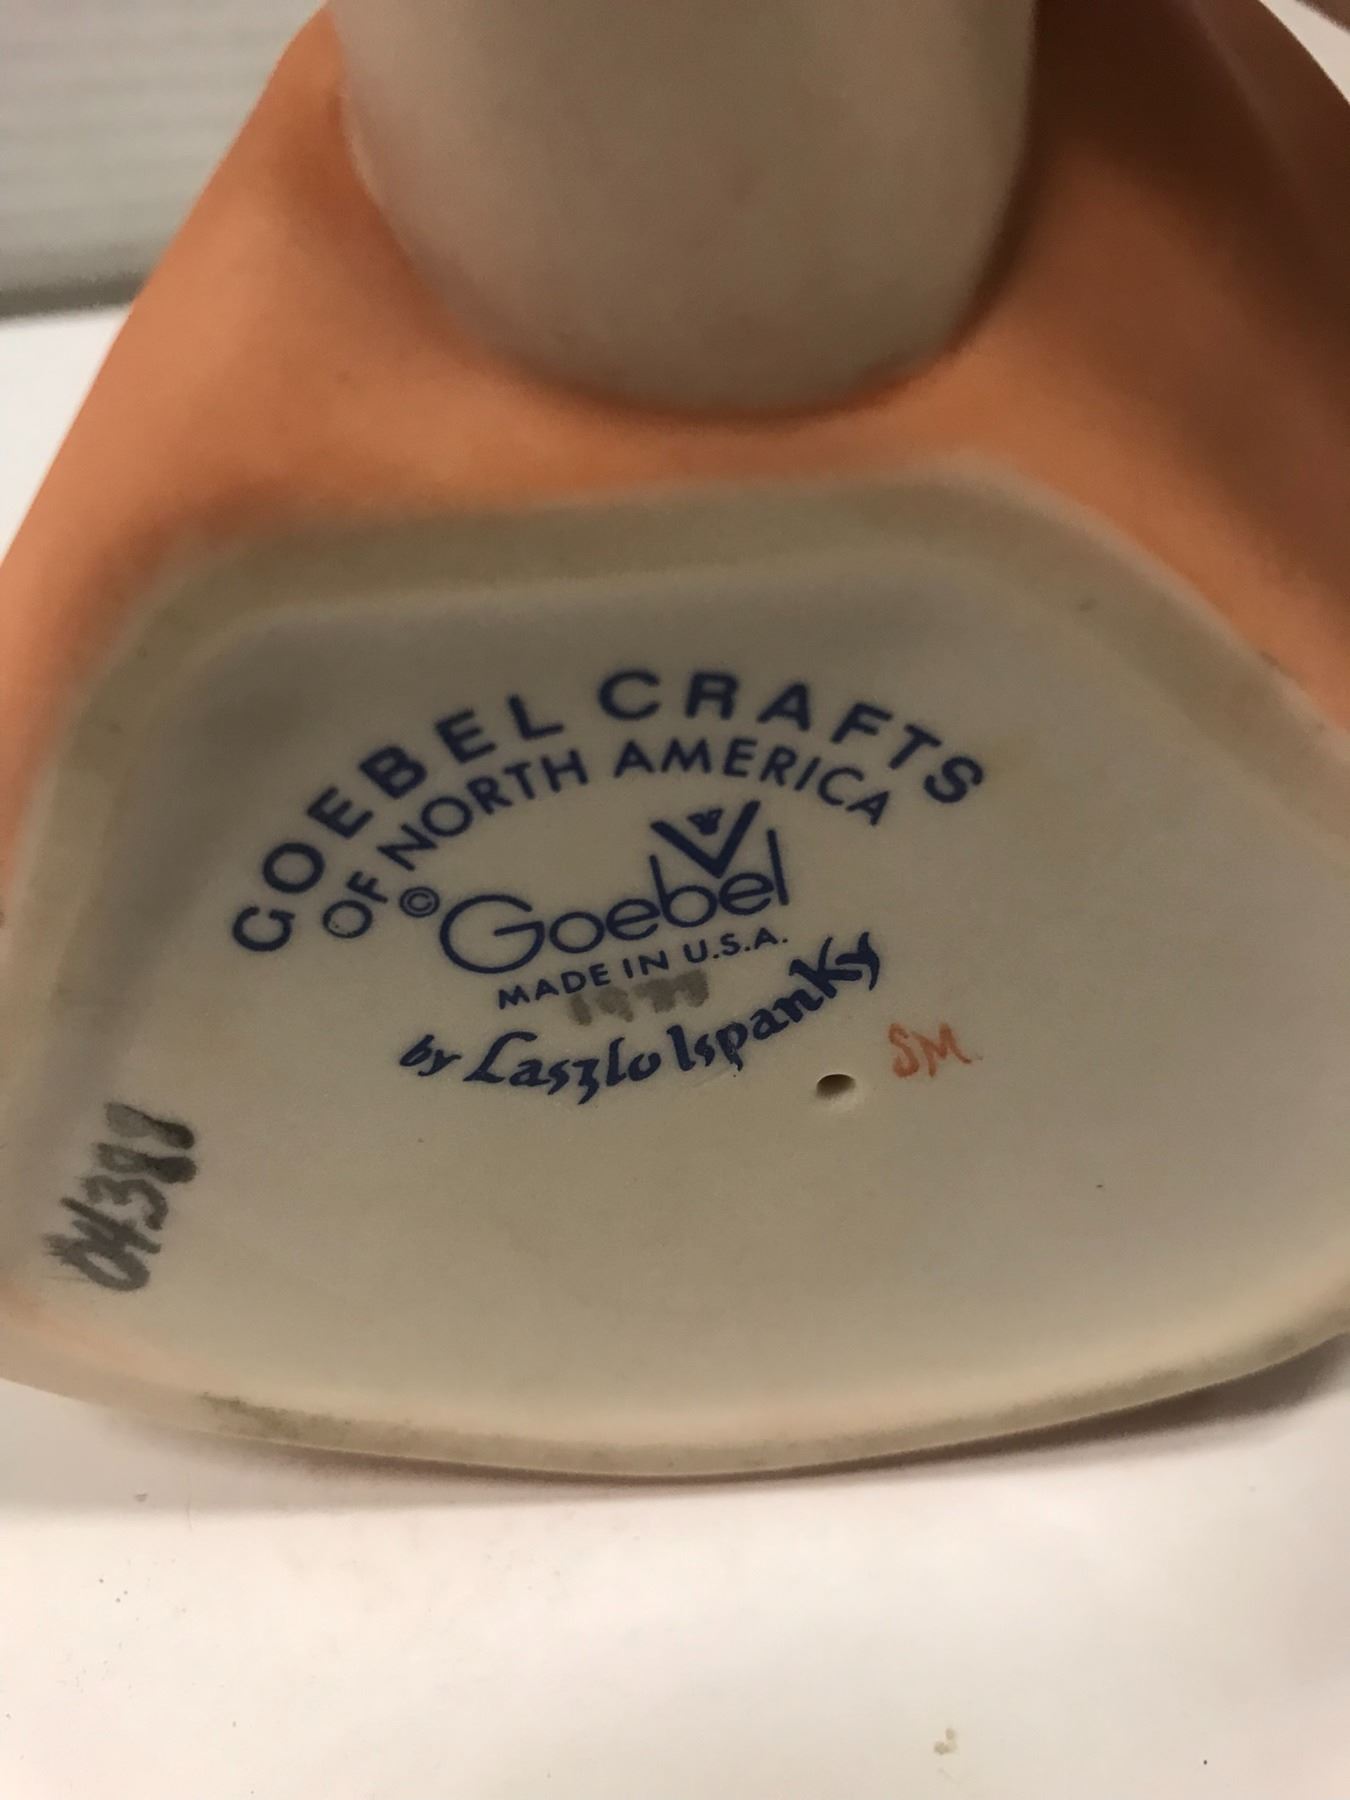 GOEBEL CRAFTS
OF NORTH AMERICA
© Goebel
MADE IN U.S.A.
by Laszlo Ispanky
SM